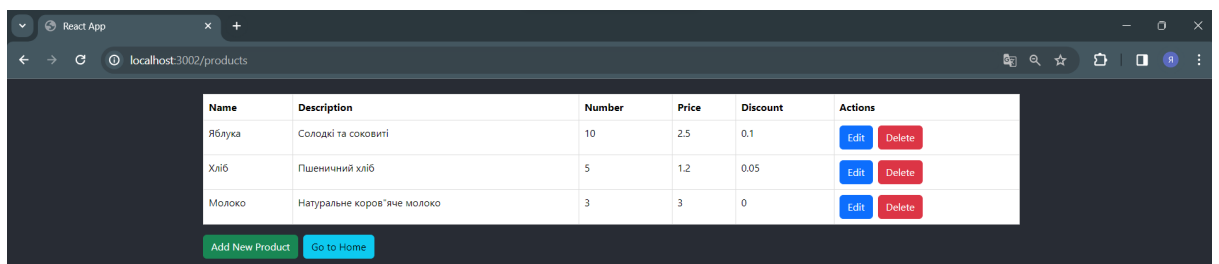 React App
localhost:3002/products
Я
Name Description Number Price Discount Actions
Яблука Солодкі та соковиті 10 2.5 0.1 Edit Delete
Хліб Пшеничний хліб 5 1.2 0.05 Edit Delete
Молоко Натуральне коров"яче молоко 3 3 0 Edit Delete
Add New Product Go to Home